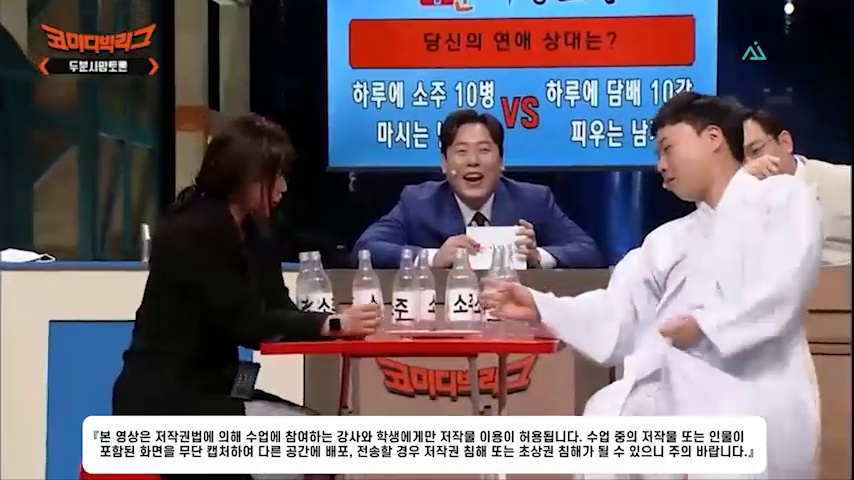 코미디빅리그
두분사망토론
당신의 연애 상대는?
하루에 소주 10병
마시는
VS
하루에 담배 10갑
피우는 남
소
소
주
소
소주
코미디빅리그
『본 영상은 저작권법에 의해 수업에 참여하는 강사와 학생에게만 저작물 이용이 허용됩니다. 수업 중의 저작물 또는 인물이
포함된 화면을 무단 캡처하여 다른 공간에 배포, 전송할 경우 저작권 침해 또는 초상권 침해가 될 수 있으니 주의 바랍니다.』